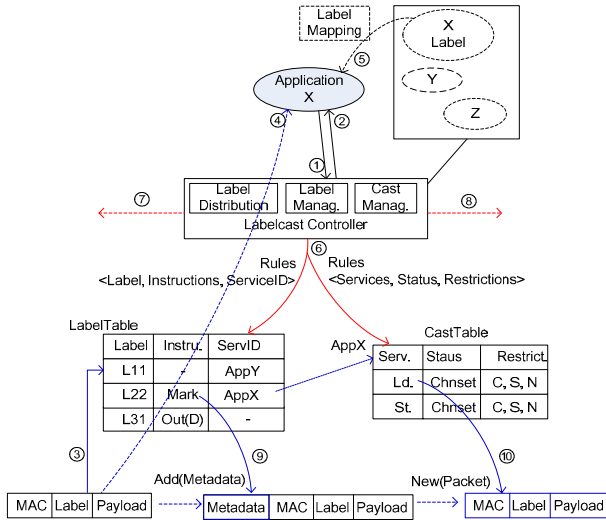 Label
Mapping
X
Label
Y
Z
⑤
Application
X
④
②
①
⑦
⑧
Label
Distribution
Label
Manag.
Cast
Manag.
Labelcast Controller
⑥
Rules
<Label, Instructions, ServiceID>
Rules
<Services, Status, Restrictions>
LabelTable
Label Instru. ServID
L11 - AppY
L22 Mark AppX
L31 Out(D) -
AppX
CastTable
Serv. Staus Restrict.
Ld. Chnset C, S, N
St. Chnset C, S, N
③
⑨
⑩
Add(Metadata)
New(Packet)
MAC Label Payload
Metadata MAC Label Payload
MAC Label Payload